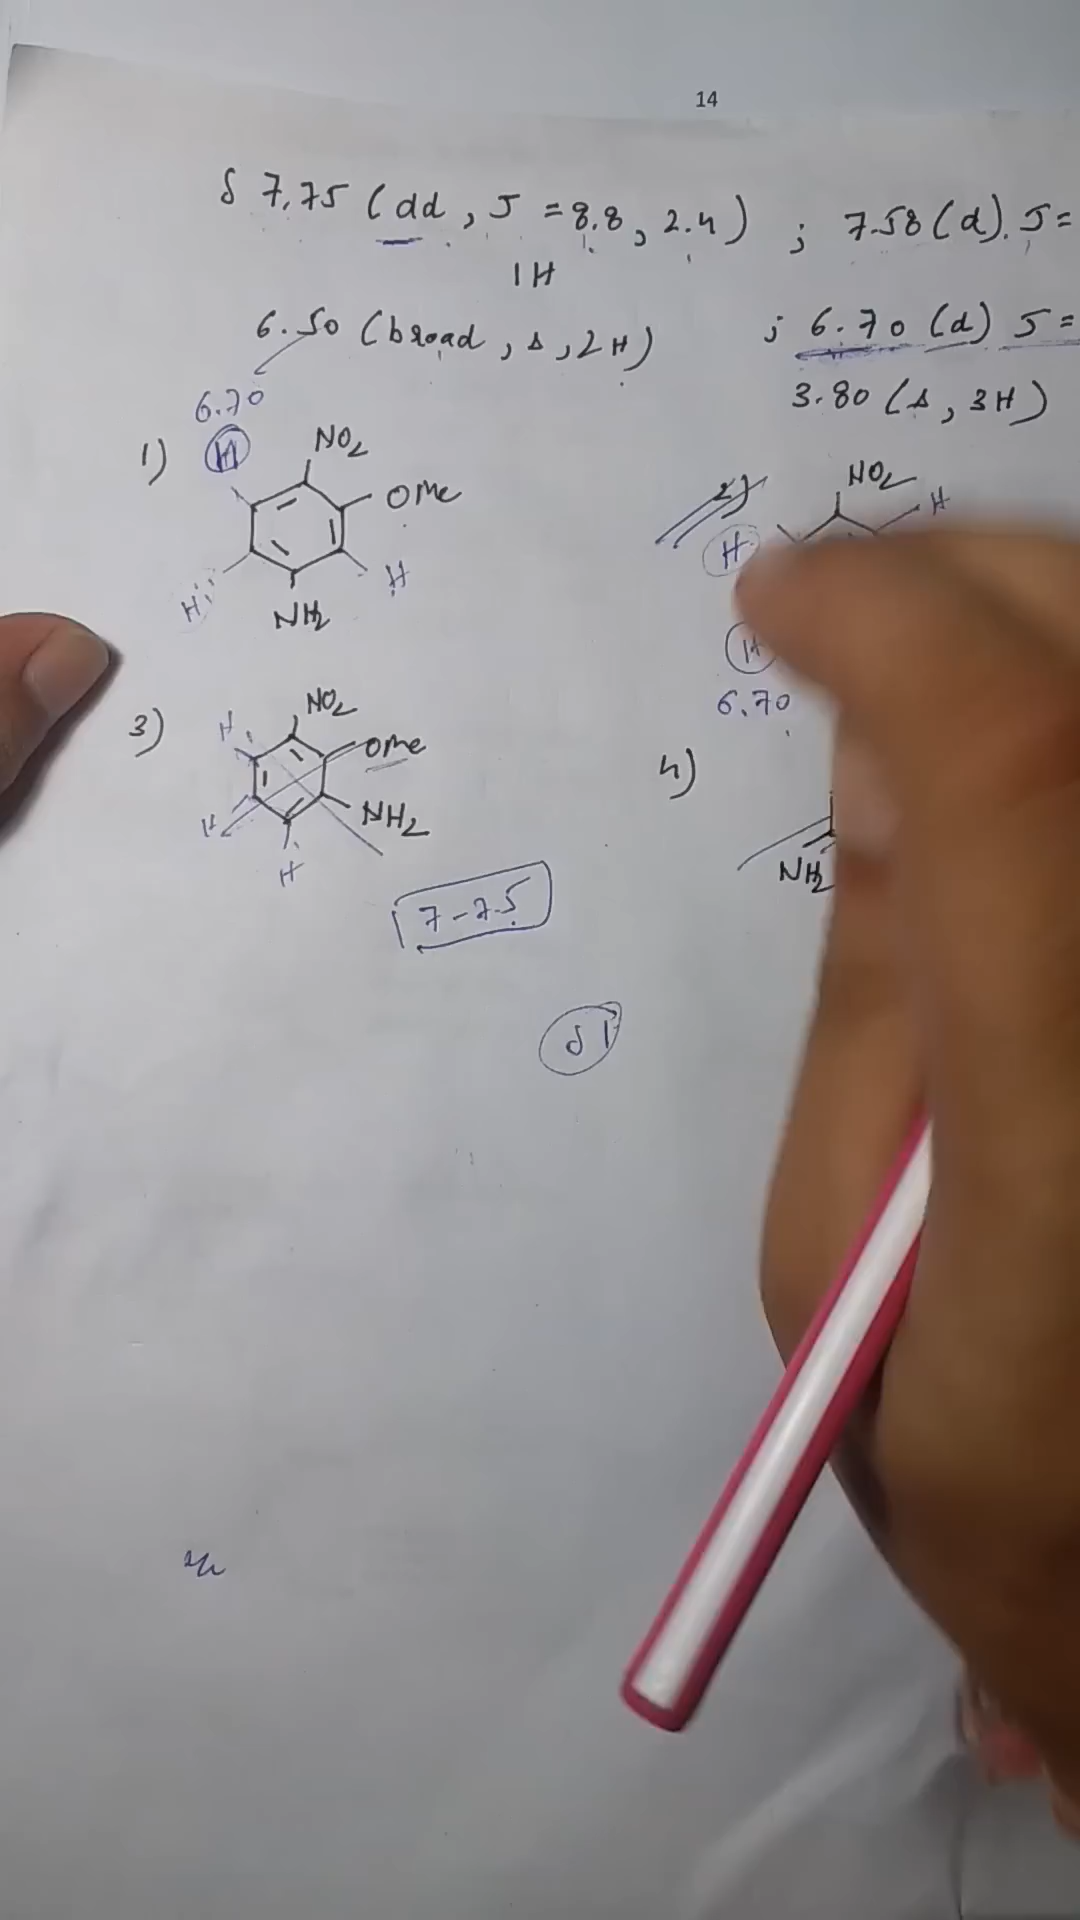 14
δ 7.75 (dd, J = 8.8, 2.4) ; 7.58 (d). J =
1H
6.50 (broad, s, 2H) ; 6.70 (d) J =
3.80 (s, 3H)
6.70
1) H NO2
OMe
H H
NH2
2) NO2
H
H
H
6.70
3) H NO2
OMe
H NH2
H
4)
NH2
7-7.5